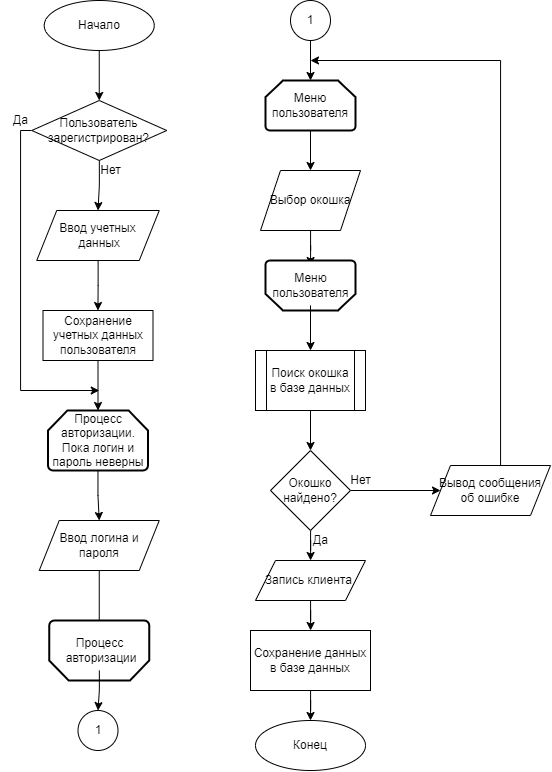 Начало
Пользователь
зарегистрирован?
Да
Нет
Ввод учетных
данных
Сохранение
учетных данных
пользователя
Процесс
авторизации.
Пока логин и
пароль неверны
Ввод логина и
пароля
Процесс
авторизации
1
1
Меню
пользователя
Выбор окошка
Меню
пользователя
Поиск окошка
в базе данных
Окошко
найдено?
Нет
Вывод сообщения
об ошибке
Да
Запись клиента
Сохранение данных
в базе данных
Конец